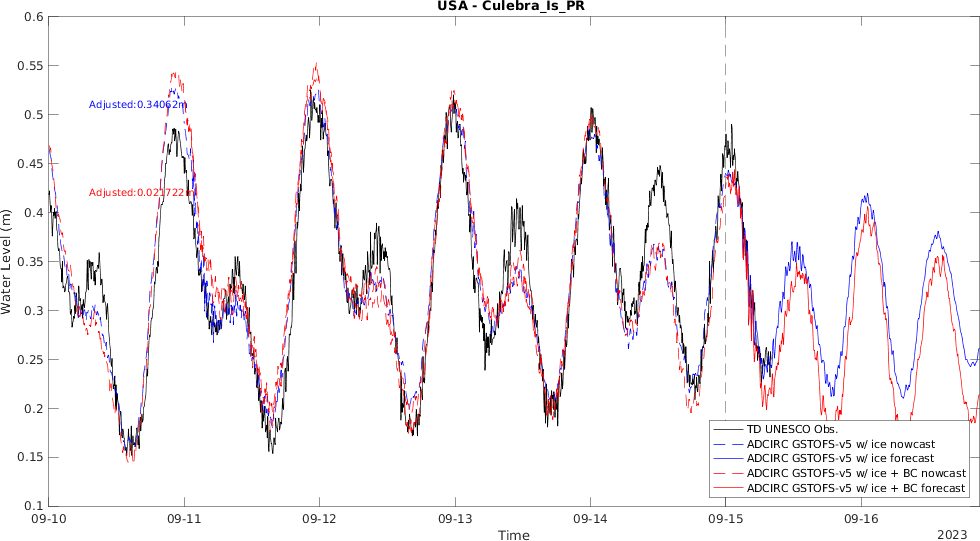 USA - Culebra_Is_PR
0.6
0.55
0.5
0.45
0.4
0.35
0.3
0.25
0.2
0.15
0.1
Water Level (m)
Adjusted:0.34062m
Adjusted:0.021722m
TD UNESCO Obs.
ADCIRC GSTOFS-v5 w/ ice nowcast
ADCIRC GSTOFS-v5 w/ ice forecast
ADCIRC GSTOFS-v5 w/ ice + BC nowcast
ADCIRC GSTOFS-v5 w/ ice + BC forecast
09-10 09-11 09-12 09-13 09-14 09-15 09-16
Time
2023